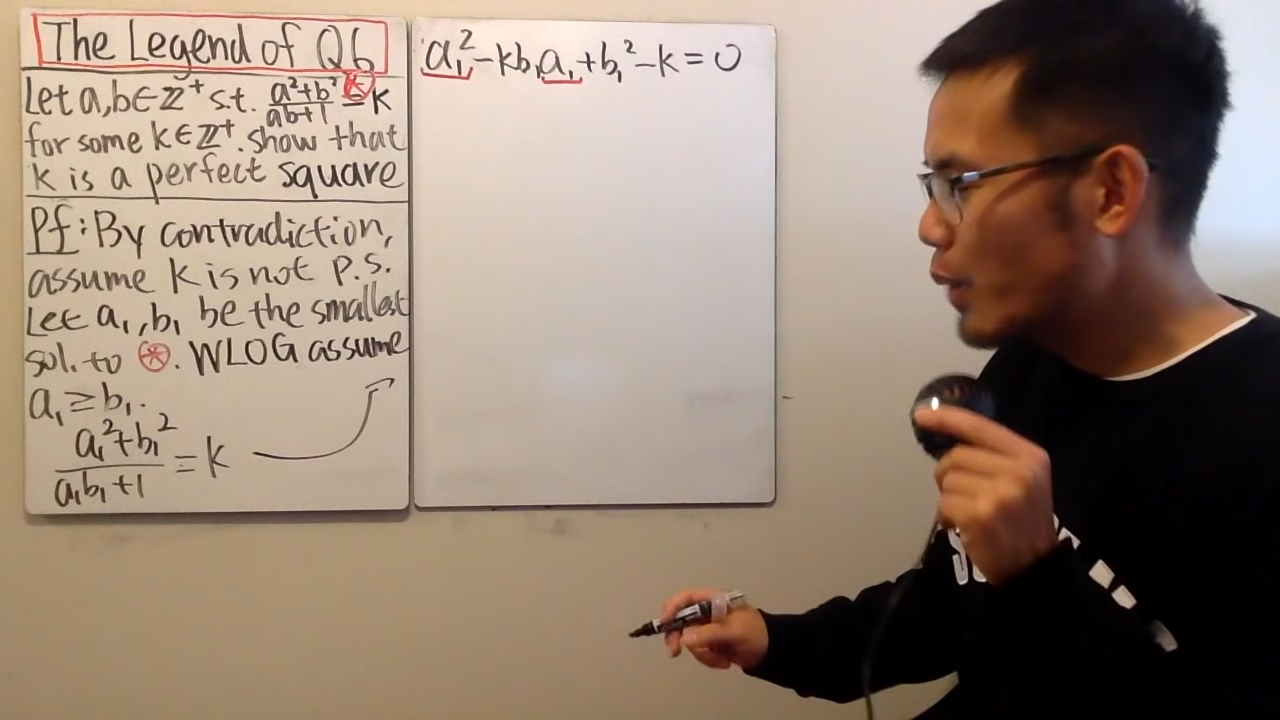 The Legend of Q6
Let a,b∈ℤ⁺ s.t. (a²+b²)/(ab+1) = k ⊛
for some k∈ℤ⁺. show that
k is a perfect square
Pf: By contradiction,
assume k is not P.S.
Let a₁, b₁ be the smallest
sol. to ⊛. WLOG assume
a₁ ≥ b₁.
(a₁²+b₁²)/(a₁b₁+1) = k
a₁² - kb₁a₁ + b₁² - k = 0